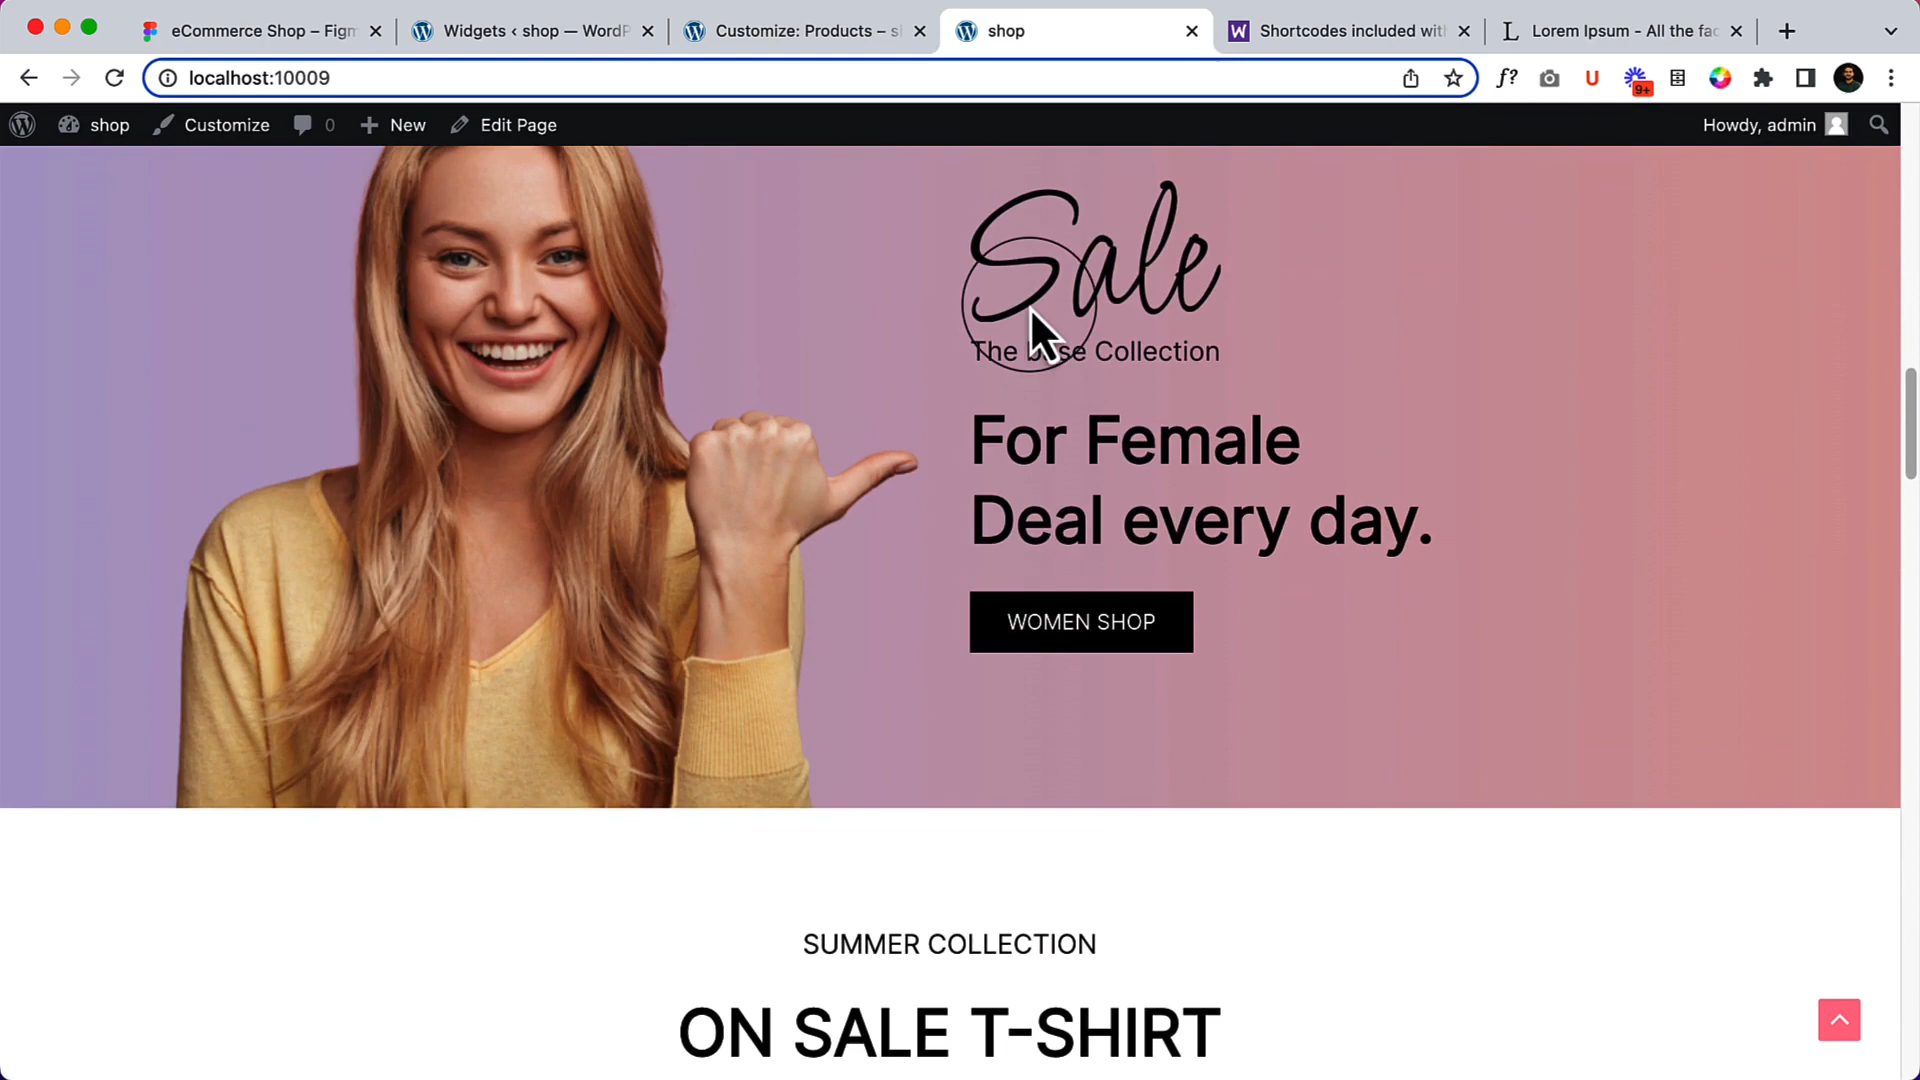 eCommerce Shop – Figm
Widgets ‹ shop — WordP
Customize: Products – s
shop
Shortcodes included wit
Lorem Ipsum - All the fac
localhost:10009
f?
U
9+
shop
Customize
0
New
Edit Page
Howdy, admin
Sale
The base Collection
For Female
Deal every day.
WOMEN SHOP
SUMMER COLLECTION
ON SALE T-SHIRT